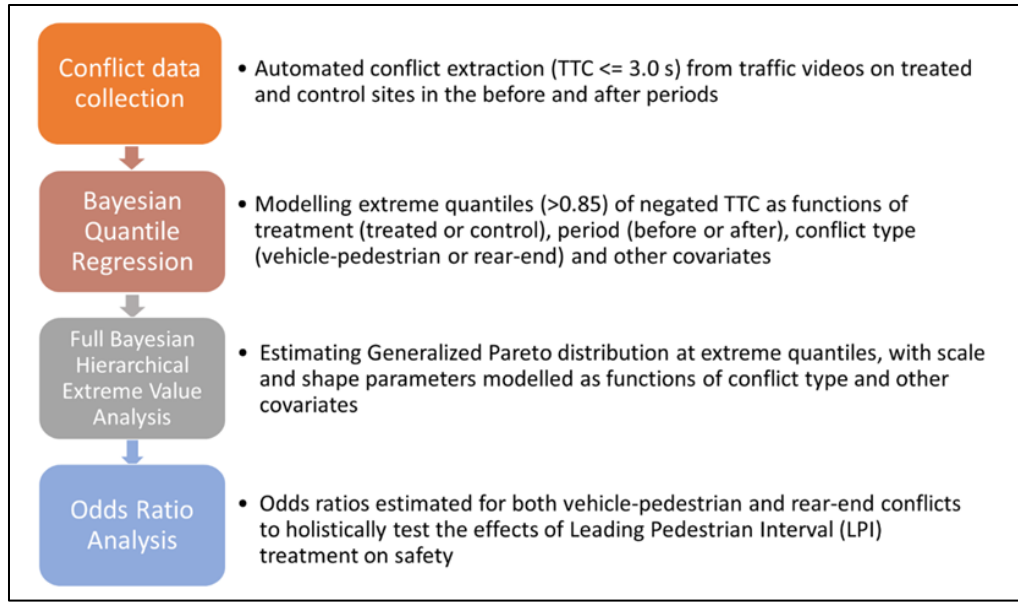 Conflict data
collection
• Automated conflict extraction (TTC <= 3.0 s) from traffic videos on treated
and control sites in the before and after periods
Bayesian
Quantile
Regression
• Modelling extreme quantiles (>0.85) of negated TTC as functions of
treatment (treated or control), period (before or after), conflict type
(vehicle-pedestrian or rear-end) and other covariates
Full Bayesian
Hierarchical
Extreme Value
Analysis
• Estimating Generalized Pareto distribution at extreme quantiles, with scale
and shape parameters modelled as functions of conflict type and other
covariates
Odds Ratio
Analysis
• Odds ratios estimated for both vehicle-pedestrian and rear-end conflicts
to holistically test the effects of Leading Pedestrian Interval (LPI)
treatment on safety